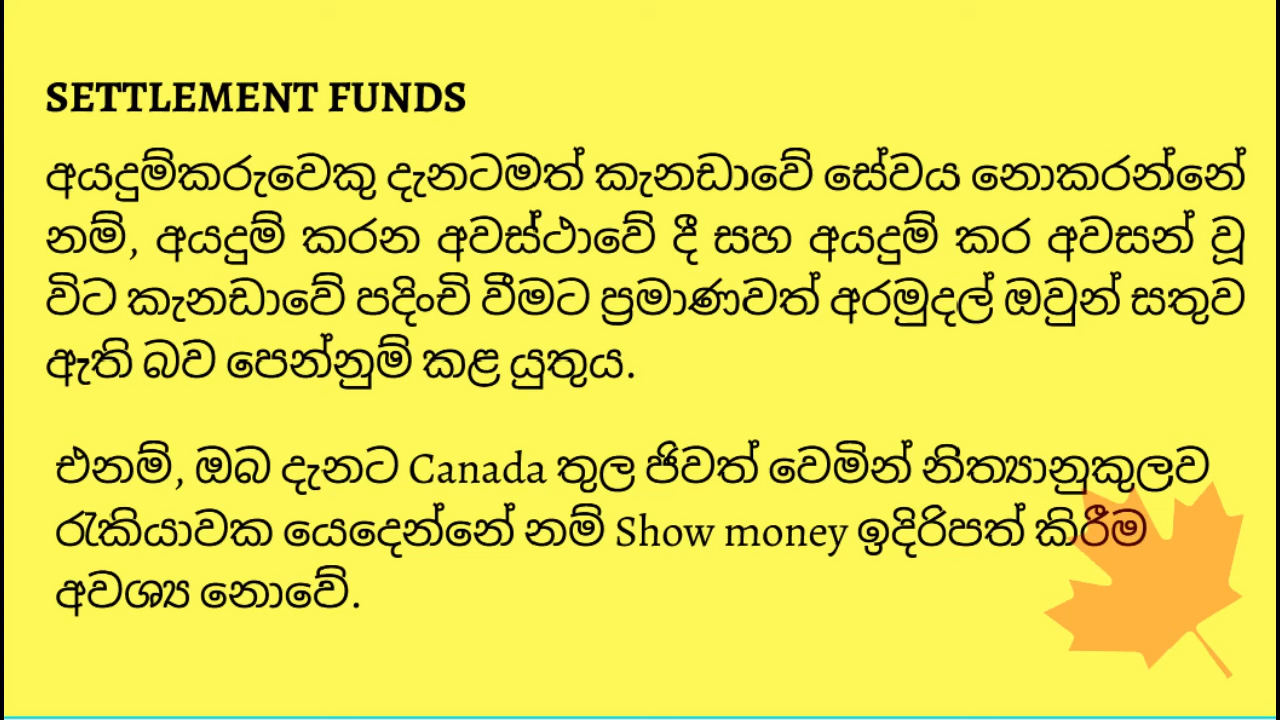 SETTLEMENT FUNDS
අයදුම්කරුවෙකු දැනටමත් කැනඩාවේ සේවය නොකරන්නේ
නම්, අයදුම් කරන අවස්ථාවේ දී සහ අයදුම් කර අවසන් වූ
විට කැනඩාවේ පදිංචි වීමට ප්‍රමාණවත් අරමුදල් ඔවුන් සතුව
ඇති බව පෙන්නුම් කළ යුතුය.
එනම්, ඔබ දැනට Canada තුල ජිවත් වෙමින් නිත්‍යානුකුලව
රැකියාවක යෙදෙන්නේ නම් Show money ඉදිරිපත් කිරීම
අවශ්‍ය නොවේ.